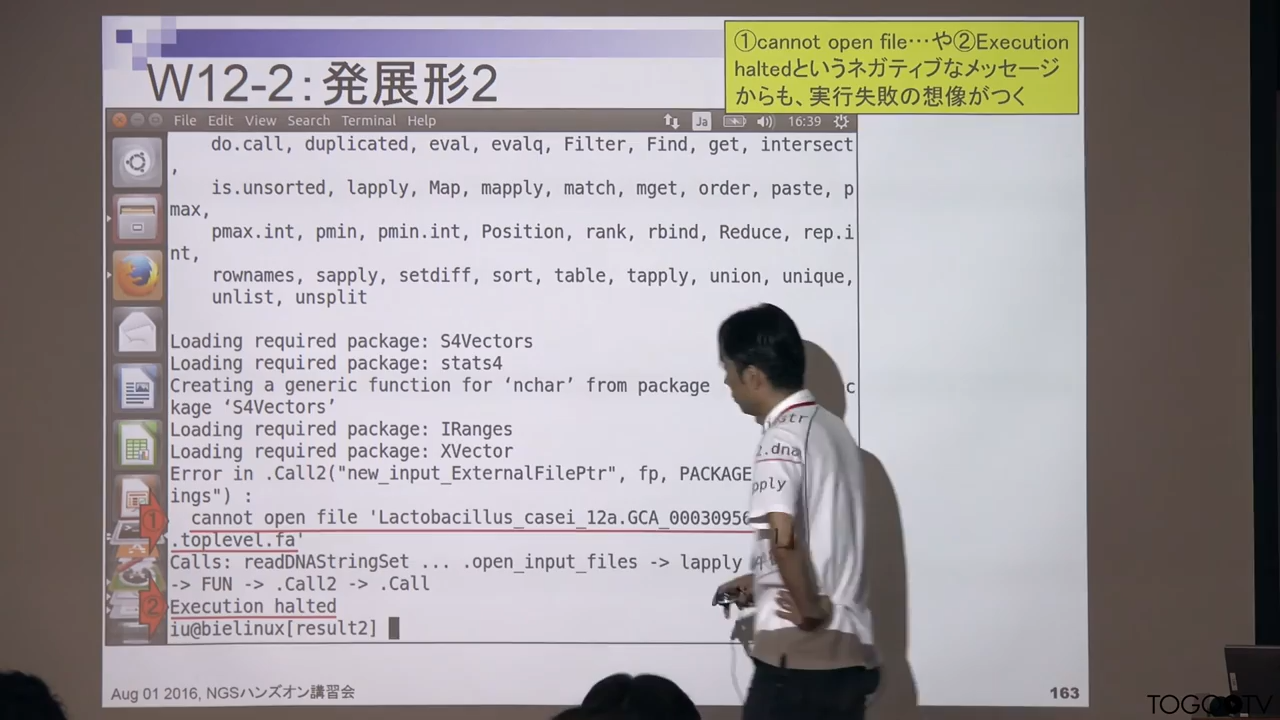 ①cannot open file…や②Execution
haltedというネガティブなメッセージ
からも、実行失敗の想像がつく
W12-2：発展形2
File Edit View Search Terminal Help
Ja 16:39
do.call, duplicated, eval, evalq, Filter, Find, get, intersect
,
is.unsorted, lapply, Map, mapply, match, mget, order, paste, p
max,
pmax.int, pmin, pmin.int, Position, rank, rbind, Reduce, rep.i
nt,
rownames, sapply, setdiff, sort, table, tapply, union, unique,
unlist, unsplit
Loading required package: S4Vectors
Loading required package: stats4
Creating a generic function for ‘nchar’ from package c
kage ‘S4Vectors’
Loading required package: IRanges
Loading required package: XVector
Error in .Call2("new_input_ExternalFilePtr", fp, PACKAGE
ings") :
① cannot open file 'Lactobacillus_casei_12a.GCA_00030956
.toplevel.fa'
Calls: readDNAStringSet ... .open_input_files -> lapply
-> FUN -> .Call2 -> .Call
② Execution halted
iu@bielinux[result2]
Aug 01 2016, NGSハンズオン講習会
163
TOGOTV